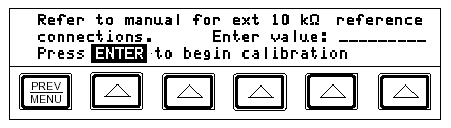 Refer to manual for ext 10 kΩ reference
connections. Enter value: _________
Press ENTER to begin calibration
PREV
MENU